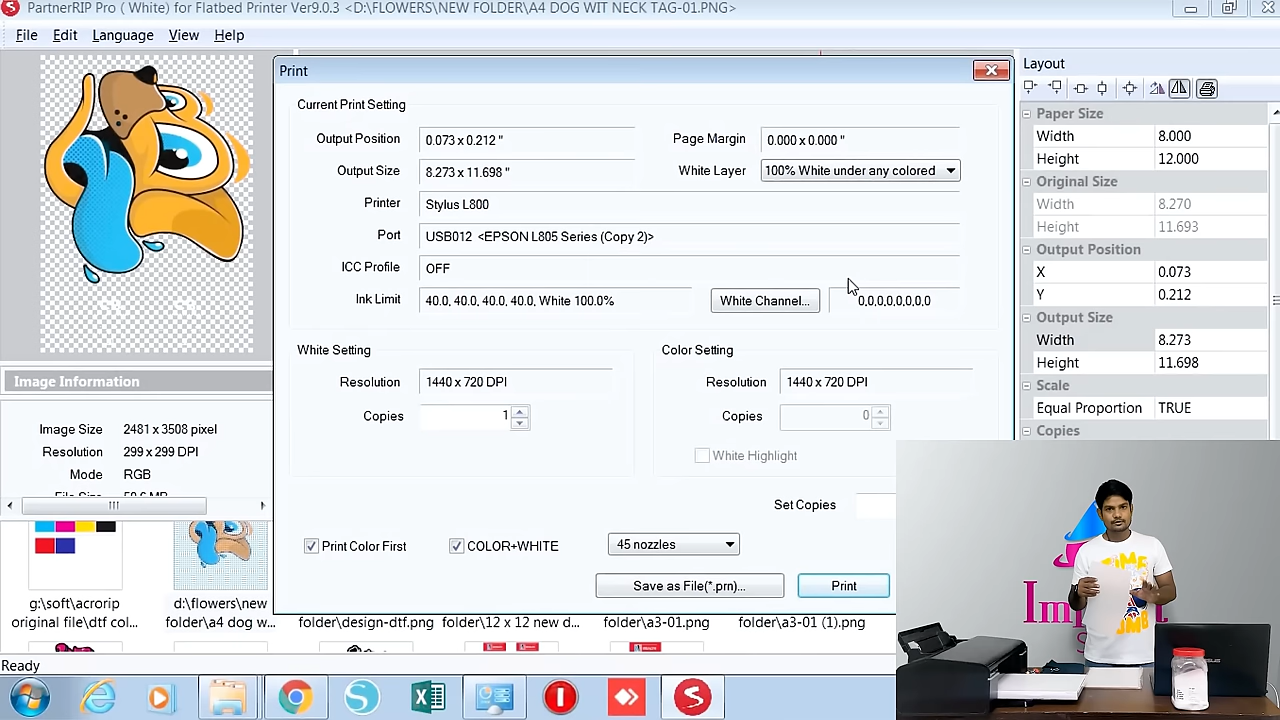 PartnerRIP Pro ( White) for Flatbed Printer Ver9.0.3 <D:\FLOWERS\NEW FOLDER\A4 DOG WIT NECK TAG-01.PNG>
File Edit Language View Help
Print
Current Print Setting
Output Position 0.073 x 0.212 " Page Margin 0.000 x 0.000 "
Output Size 8.273 x 11.698 " White Layer 100% White under any colored
Printer Stylus L800
Port USB012 <EPSON L805 Series (Copy 2)>
ICC Profile OFF
Ink Limit 40.0, 40.0, 40.0, 40.0, White 100.0% White Channel... 0,0,0,0,0,0,0,0
White Setting Color Setting
Resolution 1440 x 720 DPI Resolution 1440 x 720 DPI
Copies 1 Copies 0
White Highlight
Set Copies
Print Color First COLOR+WHITE 45 nozzles
Save as File(*.prn)... Print
Layout
Paper Size
Width 8.000
Height 12.000
Original Size
Width 8.270
Height 11.693
Output Position
X 0.073
Y 0.212
Output Size
Width 8.273
Height 11.698
Scale
Equal Proportion TRUE
Copies
Image Information
Image Size 2481 x 3508 pixel
Resolution 299 x 299 DPI
Mode RGB
g:\soft\acrorip
original file\dtf col...
d:\flowers\new
folder\a4 dog w...
folder\design-dtf.png
folder\12 x 12 new d...
folder\a3-01.png
folder\a3-01 (1).png
Ready